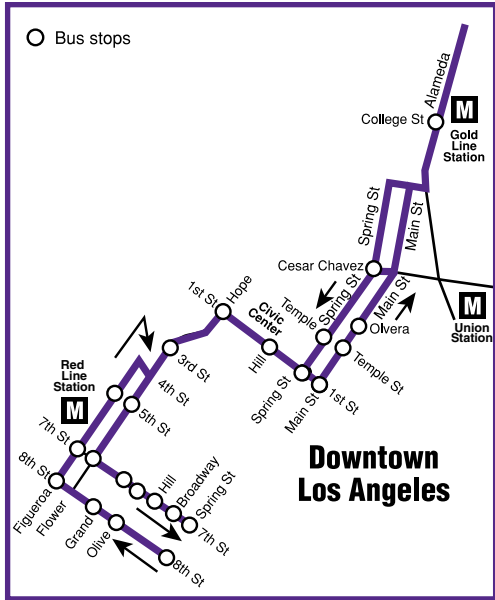 Bus stops
Alameda
College St
M
Gold
Line
Station
Spring St
Main St
Cesar Chavez
Spring St
Main St
Temple
Olvera
M
Union
Station
Hope
1st St
Civic
Center
Hill
Temple St
Spring St
Main St
1st St
3rd St
Red
Line
Station
M
4th St
5th St
7th St
8th St
Figueroa
Flower
Grand
Olive
Hill
Broadway
Spring St
7th St
8th St
Downtown
Los Angeles